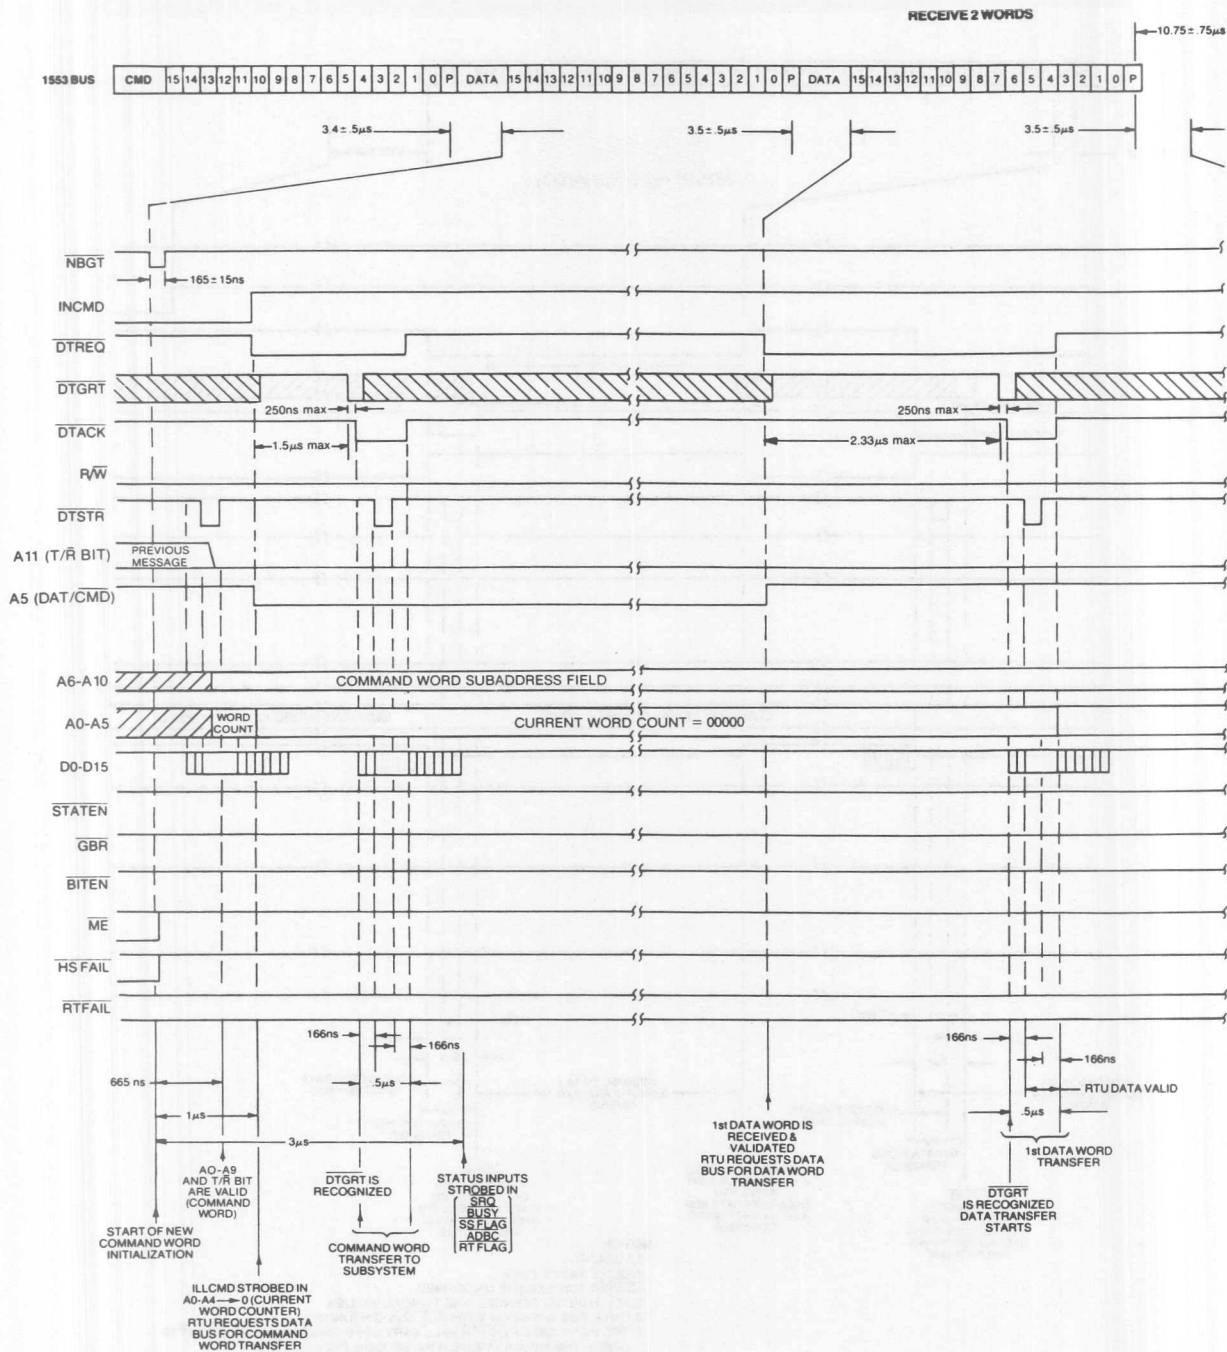 RECEIVE 2 WORDS
10.75± .75µs
1553 BUS CMD 15 14 13 12 11 10 9 8 7 6 5 4 3 2 1 0 P DATA 15 14 13 12 11 10 9 8 7 6 5 4 3 2 1 0 P DATA 15 14 13 12 11 10 9 8 7 6 5 4 3 2 1 0 P
3.4± .5µs 3.5± .5µs 3.5± .5µs
NBGT
165± 15ns
INCMD
DTREQ
DTGRT
250ns max 250ns max
DTACK
1.5µs max 2.33µs max
R/W
DTSTR
A11 (T/R BIT) PREVIOUS MESSAGE
A5 (DAT/CMD)
A6-A10 COMMAND WORD SUBADDRESS FIELD
A0-A5 WORD COUNT CURRENT WORD COUNT = 00000
D0-D15
STATEN
GBR
BITEN
ME
HS FAIL
RTFAIL
166ns 166ns
166ns 166ns
665 ns
.5µs
RTU DATA VALID
1µs
.5µs
3µs
AO-A9
AND T/R BIT
ARE VALID
(COMMAND
WORD)
DTGRT IS
RECOGNIZED
STATUS INPUTS
STROBED IN
SRQ
BUSY
SS FLAG
ADBC
RT FLAG
1st DATA WORD IS
RECEIVED &
VALIDATED
RTU REQUESTS DATA
BUS FOR DATA WORD
TRANSFER
1st DATA WORD
TRANSFER
DTGRT
IS RECOGNIZED
DATA TRANSFER
STARTS
START OF NEW
COMMAND WORD
INITIALIZATION
COMMAND WORD
TRANSFER TO
SUBSYSTEM
ILLCMD STROBED IN
A0-A4→0 (CURRENT
WORD COUNTER)
RTU REQUESTS DATA
BUS FOR COMMAND
WORD TRANSFER